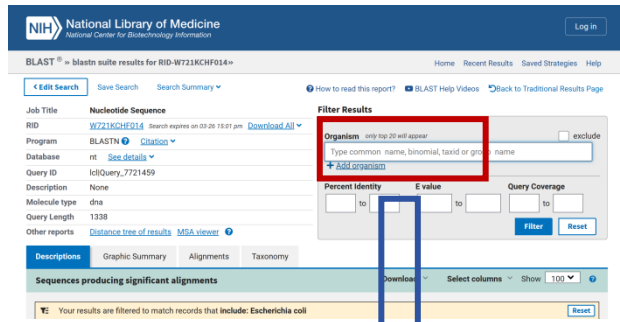 NIH National Library of Medicine
National Center for Biotechnology Information
Log in
BLAST ® » blastn suite results for RID-W721KCHF014»
Home Recent Results Saved Strategies Help
< Edit Search Save Search Search Summary
How to read this report? BLAST Help Videos Back to Traditional Results Page
Job Title Nucleotide Sequence
RID W721KCHF014 Search expires on 03-26 15:01 pm Download All
Program BLASTN Citation
Database nt See details
Query ID lcl|Query_7721459
Description None
Molecule type dna
Query Length 1338
Other reports Distance tree of results MSA viewer
Filter Results
Organism only top 20 will appear exclude
Type common name, binomial, taxid or group name
+ Add organism
Percent Identity E value Query Coverage
to to to
Filter Reset
Descriptions Graphic Summary Alignments Taxonomy
Sequences producing significant alignments Download Select columns Show 100
Your results are filtered to match records that include: Escherichia coli Reset